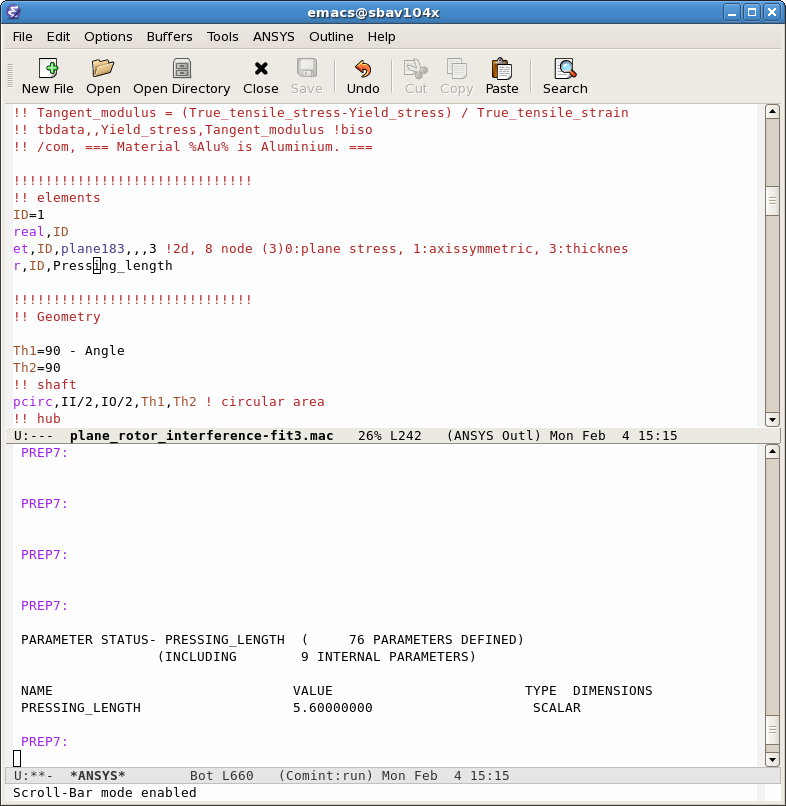 emacs@sbav104x
File Edit Options Buffers Tools ANSYS Outline Help
New File Open Open Directory Close Save Undo Cut Copy Paste Search
!! Tangent_modulus = (True_tensile_stress-Yield_stress) / True_tensile_strain
!! tbdata,,Yield_stress,Tangent_modulus !biso
!! /com, === Material %Alu% is Aluminium. ===
!!!!!!!!!!!!!!!!!!!!!!!!!!!!!!
!! elements
ID=1
real,ID
et,ID,plane183,,,3 !2d, 8 node (3)0:plane stress, 1:axissymmetric, 3:thicknes
r,ID,Pressing_length
!!!!!!!!!!!!!!!!!!!!!!!!!!!!!!
!! Geometry
Th1=90 - Angle
Th2=90
!! shaft
pcirc,II/2,IO/2,Th1,Th2 ! circular area
!! hub
U:--- plane_rotor_interference-fit3.mac 26% L242 (ANSYS Outl) Mon Feb 4 15:15
PREP7:
PREP7:
PREP7:
PREP7:
PARAMETER STATUS- PRESSING_LENGTH ( 76 PARAMETERS DEFINED)
(INCLUDING 9 INTERNAL PARAMETERS)
NAME VALUE TYPE DIMENSIONS
PRESSING_LENGTH 5.60000000 SCALAR
PREP7:
U:**- *ANSYS* Bot L660 (Comint:run) Mon Feb 4 15:15
Scroll-Bar mode enabled